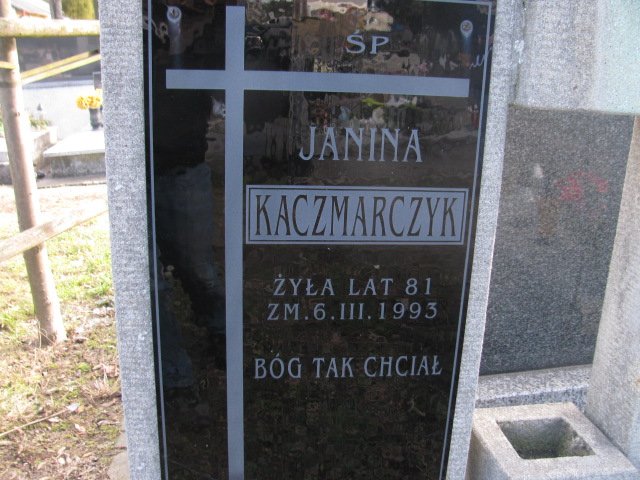 ŚP
JANINA
KACZMARCZYK
ŻYŁA LAT 81
ZM. 6. III. 1993
BÓG TAK CHCIAŁ